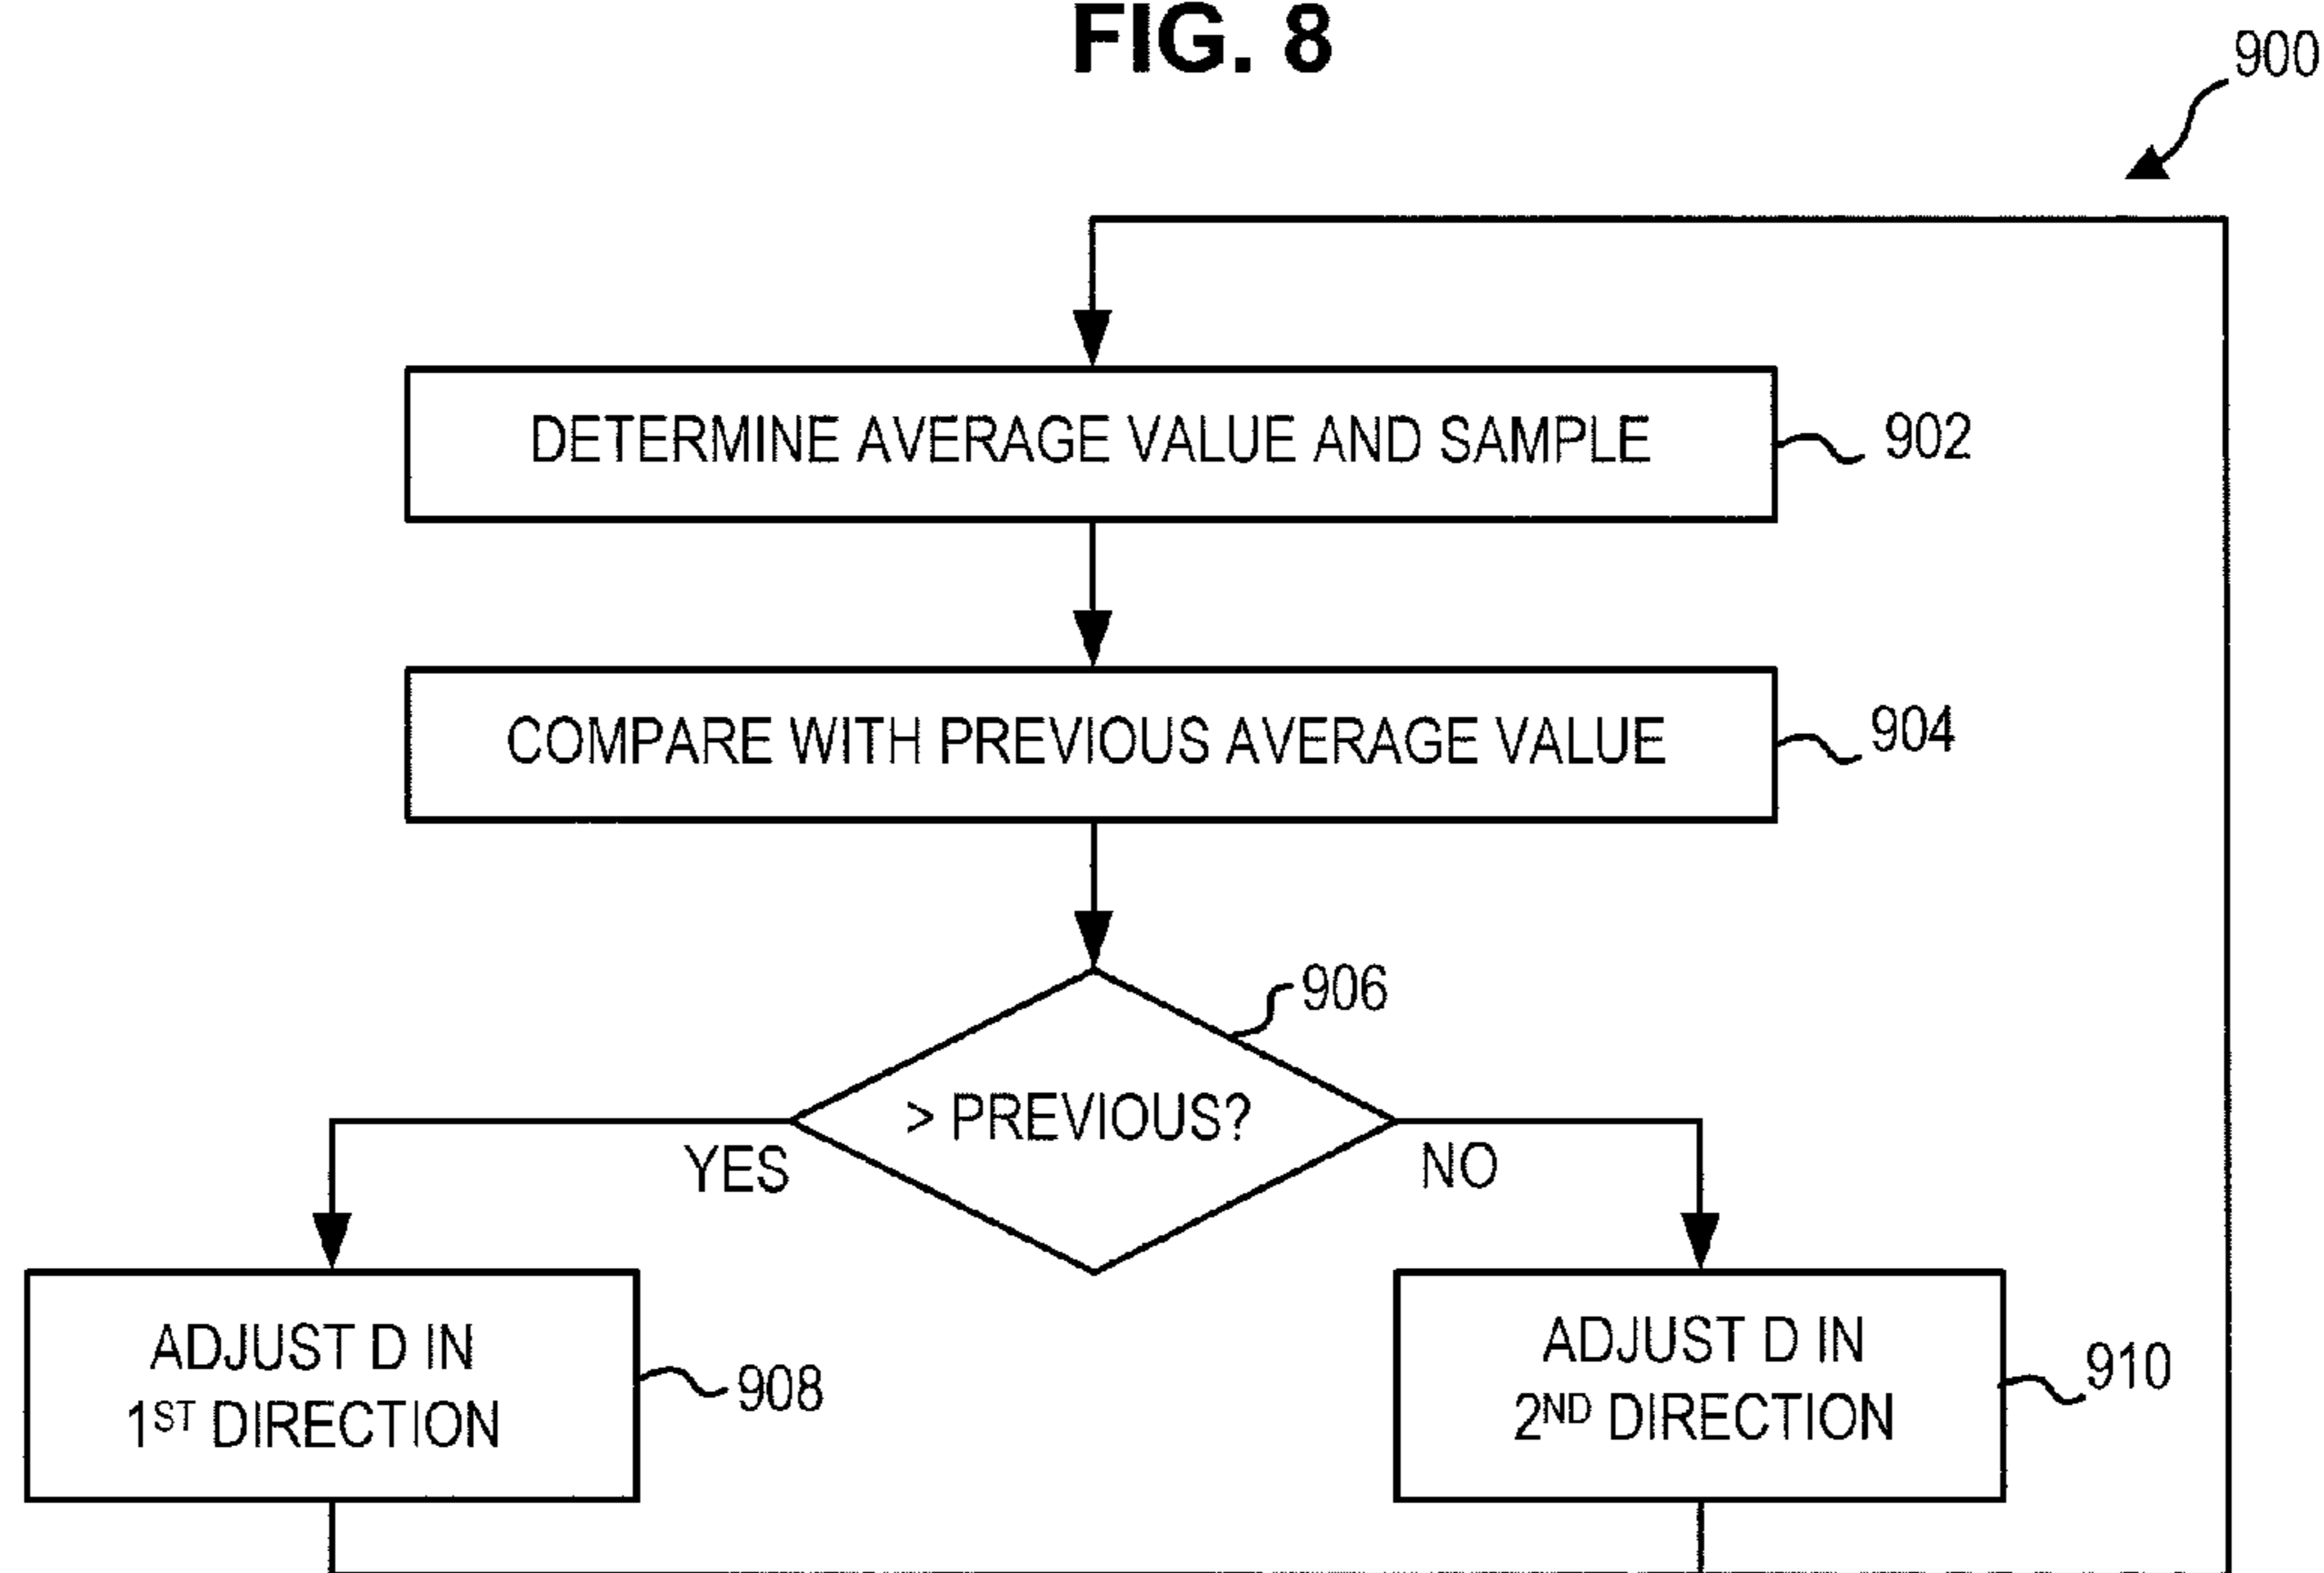 FIG. 8
900
DETERMINE AVERAGE VALUE AND SAMPLE
902
COMPARE WITH PREVIOUS AVERAGE VALUE
904
906
> PREVIOUS?
YES
NO
ADJUST D IN
1ST DIRECTION
908
ADJUST D IN
2ND DIRECTION
910